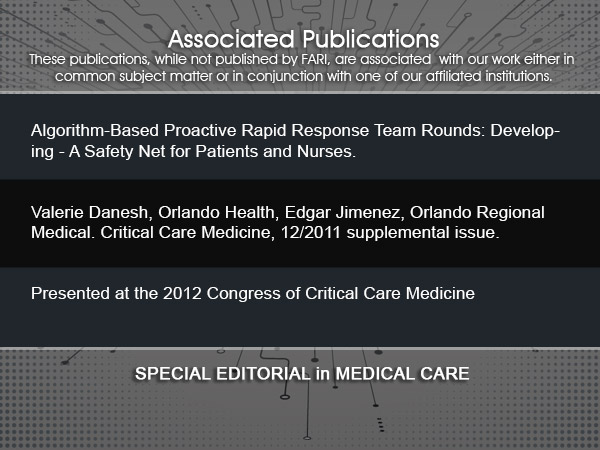 Associated Publications
These publications, while not published by FARI, are associated with our work either in
common subject matter or in conjunction with one of our affiliated institutions.
Algorithm-Based Proactive Rapid Response Team Rounds: Develop-
ing - A Safety Net for Patients and Nurses.
Valerie Danesh, Orlando Health, Edgar Jimenez, Orlando Regional
Medical. Critical Care Medicine, 12/2011 supplemental issue.
Presented at the 2012 Congress of Critical Care Medicine
SPECIAL EDITORIAL in MEDICAL CARE